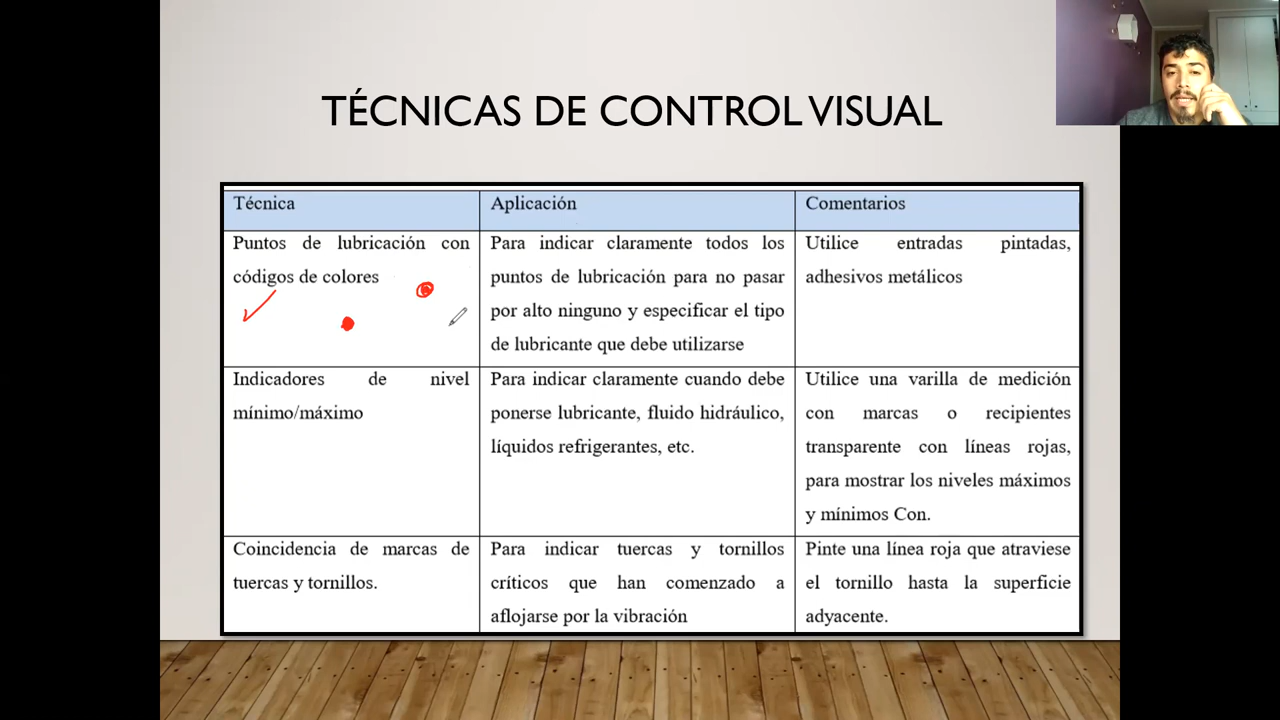 TÉCNICAS DE CONTROL VISUAL
Técnica
Aplicación
Comentarios
Puntos de lubricación con
códigos de colores
Para indicar claramente todos los
puntos de lubricación para no pasar
por alto ninguno y especificar el tipo
de lubricante que debe utilizarse
Utilice entradas pintadas,
adhesivos metálicos
Indicadores de nivel
mínimo/máximo
Para indicar claramente cuando debe
ponerse lubricante, fluido hidráulico,
líquidos refrigerantes, etc.
Utilice una varilla de medición
con marcas o recipientes
transparente con líneas rojas,
para mostrar los niveles máximos
y mínimos Con.
Coincidencia de marcas de
tuercas y tornillos.
Para indicar tuercas y tornillos
críticos que han comenzado a
aflojarse por la vibración
Pinte una línea roja que atraviese
el tornillo hasta la superficie
adyacente.